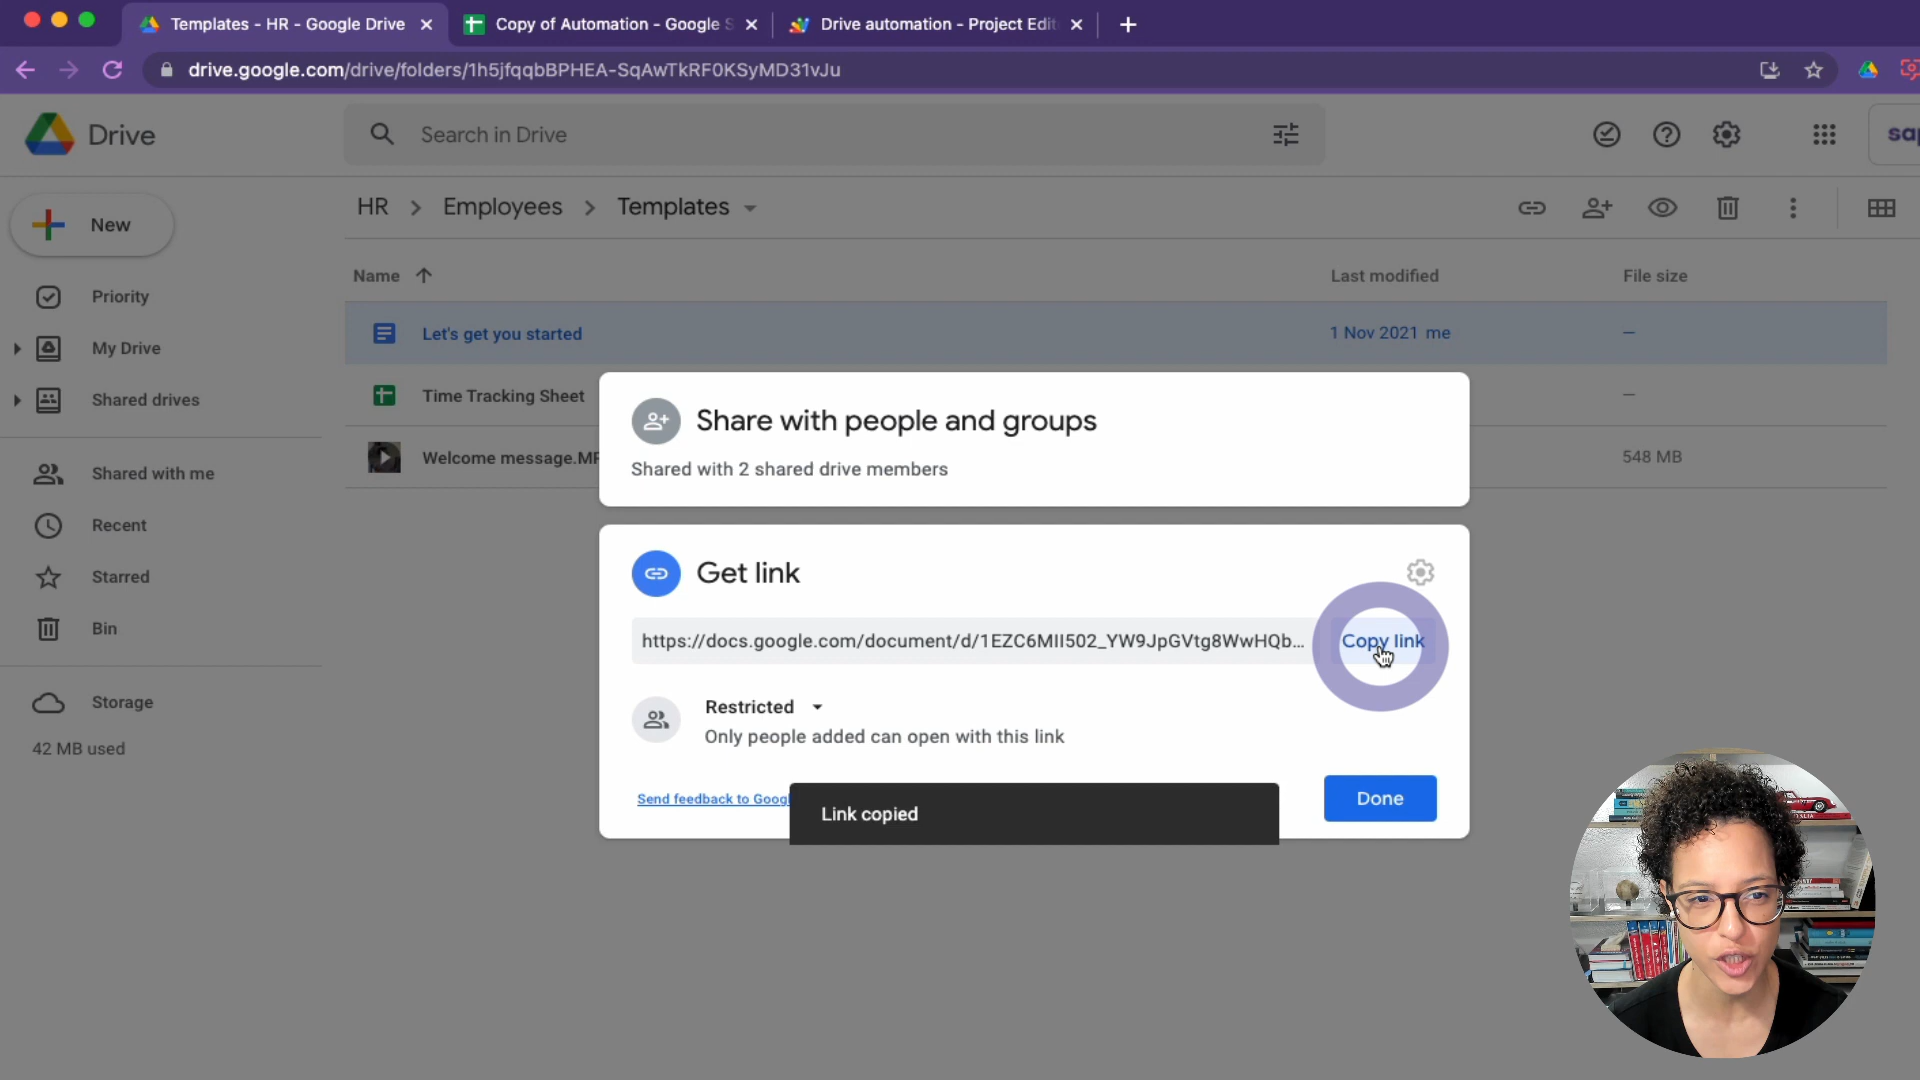 Templates - HR - Google Drive
Copy of Automation - Google S
Drive automation - Project Edit
drive.google.com/drive/folders/1h5jfqqbBPHEA-SqAwTkRF0KSyMD31vJu
Drive
Search in Drive
sap
New
HR > Employees > Templates
Name
Last modified
File size
Priority
My Drive
Shared drives
Shared with me
Recent
Starred
Bin
Storage
42 MB used
Let's get you started
1 Nov 2021 me
—
Time Tracking Sheet
—
Welcome message.MP
548 MB
Share with people and groups
Shared with 2 shared drive members
Get link
https://docs.google.com/document/d/1EZC6MII502_YW9JpGVtg8WwHQb...
Copy link
Restricted
Only people added can open with this link
Send feedback to Googl
Link copied
Done